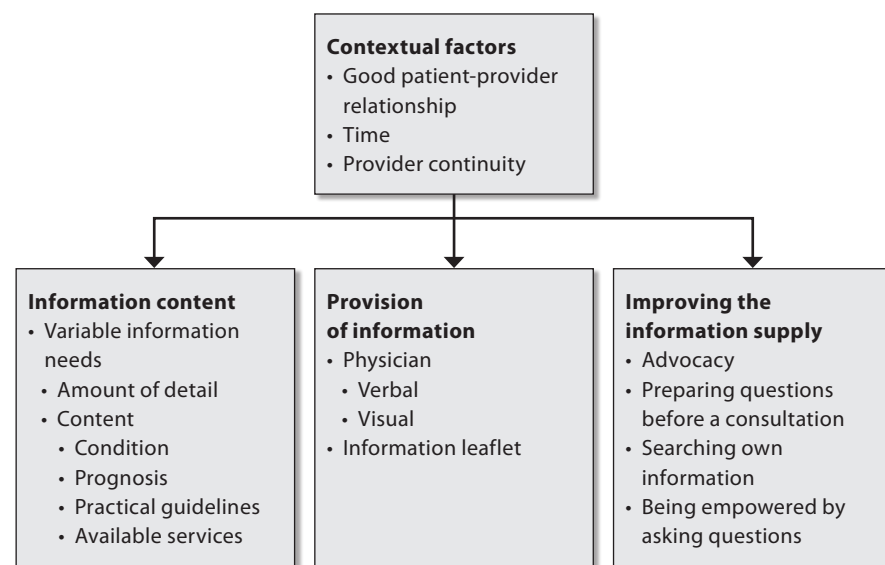 Contextual factors
• Good patient-provider
relationship
• Time
• Provider continuity
Information content
• Variable information
needs
• Amount of detail
• Content
• Condition
• Prognosis
• Practical guidelines
• Available services
Provision
of information
• Physician
• Verbal
• Visual
• Information leaflet
Improving the
information supply
• Advocacy
• Preparing questions
before a consultation
• Searching own
information
• Being empowered by
asking questions